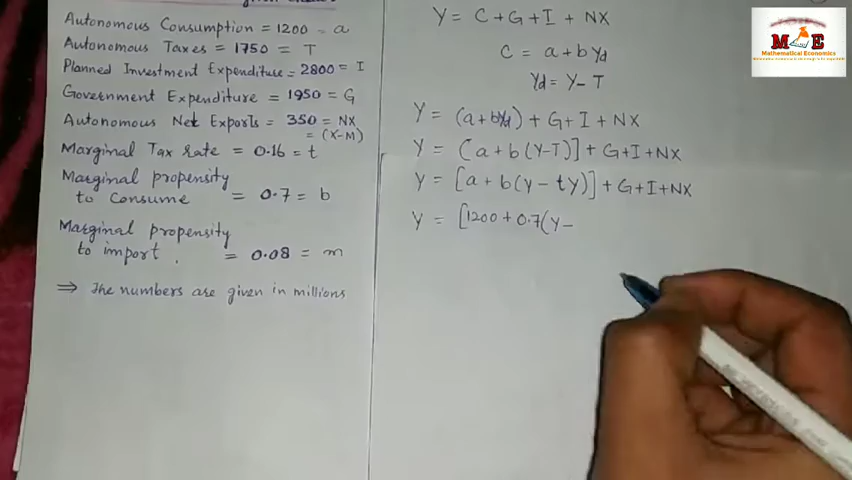 Autonomous Consumption = 1200 = a
Autonomous Taxes = 1750 = T
Planned Investment Expenditure = 2800 = I
Government Expenditure = 1950 = G
Autonomous Net Exports = 350 = NX
= (X-M)
Marginal Tax rate = 0.16 = t
Marginal propensity
to Consume = 0.7 = b
Marginal propensity
to import . = 0.08 = m
⇒ The numbers are given in millions
Y = C + G + I + NX
C = a + b Yd
Yd = Y - T
Y = (a + bYd) + G + I + NX
Y = (a + b(Y-T)] + G + I + NX
Y = [a + b(Y - tY)] + G + I + NX
Y = [1200 + 0.7(Y -
M E
Mathematical Economics